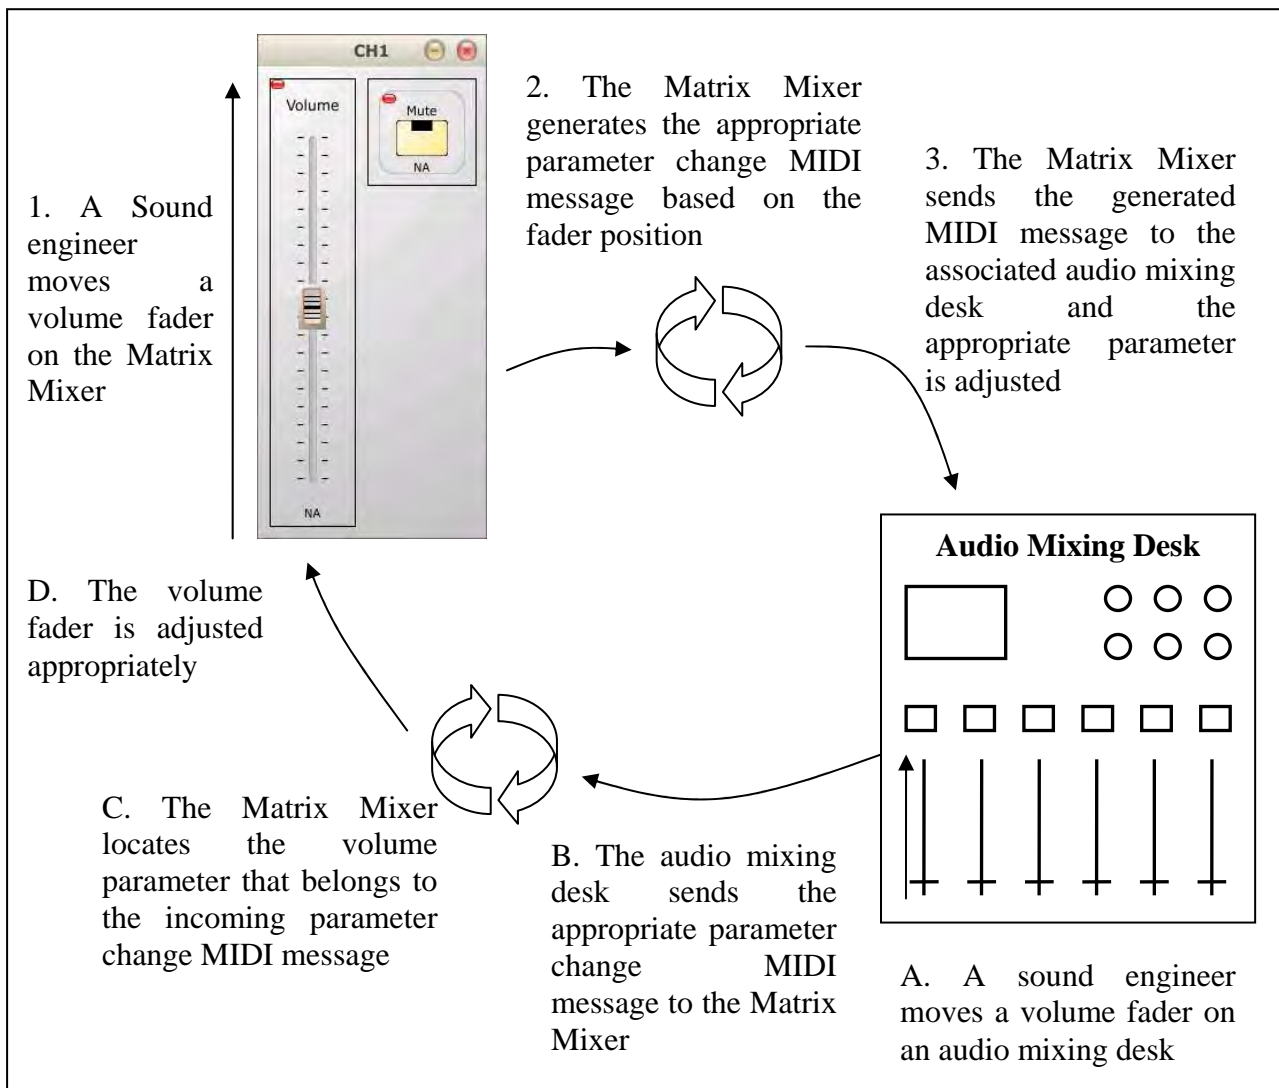 CH1
Volume
Mute
NA
NA
1. A Sound
engineer
moves a
volume fader
on the Matrix
Mixer
2. The Matrix Mixer
generates the appropriate
parameter change MIDI
message based on the
fader position
3. The Matrix Mixer
sends the generated
MIDI message to the
associated audio mixing
desk and the
appropriate parameter
is adjusted
Audio Mixing Desk
A. A sound engineer
moves a volume fader on
an audio mixing desk
B. The audio mixing
desk sends the
appropriate parameter
change MIDI
message to the Matrix
Mixer
C. The Matrix Mixer
locates the volume
parameter that belongs to
the incoming parameter
change MIDI message
D. The volume
fader is adjusted
appropriately